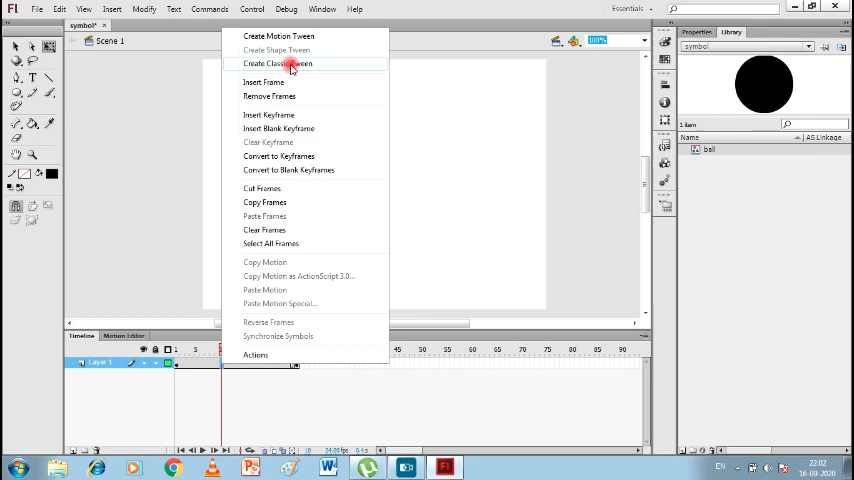 Fl File Edit View Insert Modify Text Commands Control Debug Window Help Essentials
symbol* ×
Scene 1
100%
Create Motion Tween
Create Shape Tween
Create Classic Tween
Insert Frame
Remove Frames
Insert Keyframe
Insert Blank Keyframe
Clear Keyframe
Convert to Keyframes
Convert to Blank Keyframes
Cut Frames
Copy Frames
Paste Frames
Clear Frames
Select All Frames
Copy Motion
Copy Motion as ActionScript 3.0...
Paste Motion
Paste Motion Special...
Reverse Frames
Synchronize Symbols
Actions
Properties Library
symbol
1 item
Name AS Linkage
ball
Timeline Motion Editor
1 5 45 50 55 60 65 70 75 80 85 90
Layer 1
10 24.00 fps 0.4 s
EN 22:02
16-09-2020